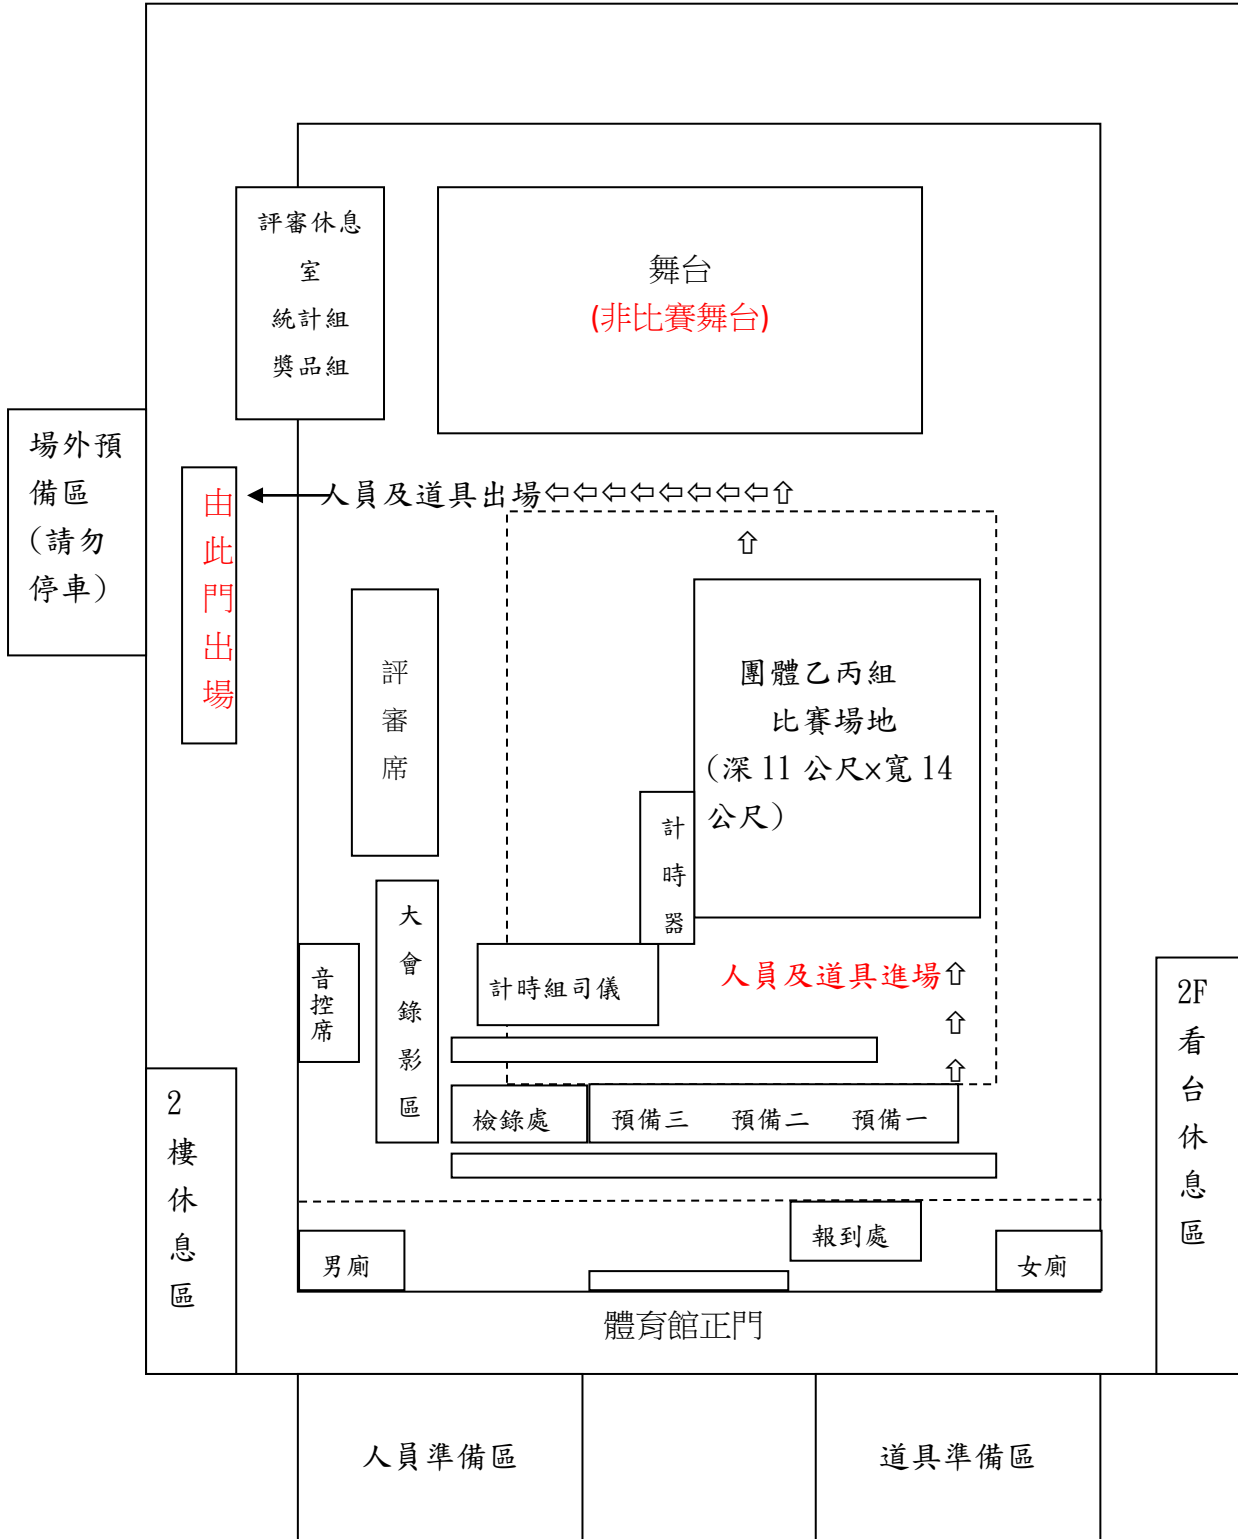 評審休息
室
統計組
獎品組
舞台
(非比賽舞台)
場外預
備區
(請勿
停車)
由此門出場
人員及道具出場⇦⇦⇦⇦⇦⇦⇦⇦⇧
⇧
評審席
團體乙丙組
比賽場地
(深 11 公尺×寬 14
公尺)
計時器
大會錄影區
音控席
計時組司儀
人員及道具進場⇧
⇧
⇧
檢錄處
預備三 預備二 預備一
2樓休息區
2F看台休息區
報到處
男廁
女廁
體育館正門
人員準備區
道具準備區